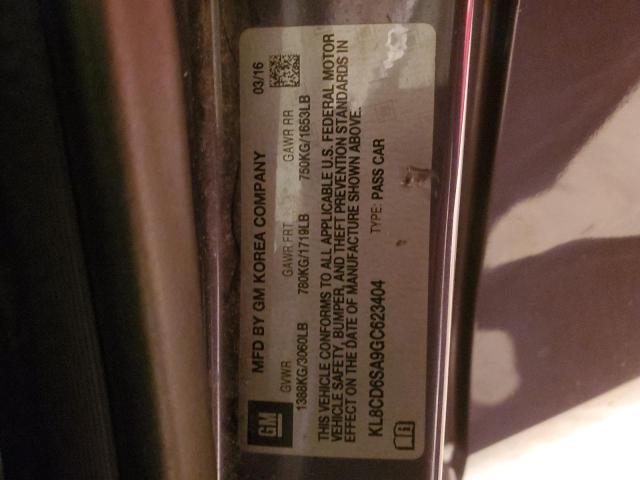 GM
MFD BY GM KOREA COMPANY 03/16
GVWR GAWR FRT GAWR RR
1388KG/3060LB 780KG/1719LB 750KG/1653LB
THIS VEHICLE CONFORMS TO ALL APPLICABLE U.S. FEDERAL MOTOR
VEHICLE SAFETY, BUMPER, AND THEFT PREVENTION STANDARDS IN
EFFECT ON THE DATE OF MANUFACTURE SHOWN ABOVE.
KL8CD6SA9GC623404 TYPE: PASS CAR